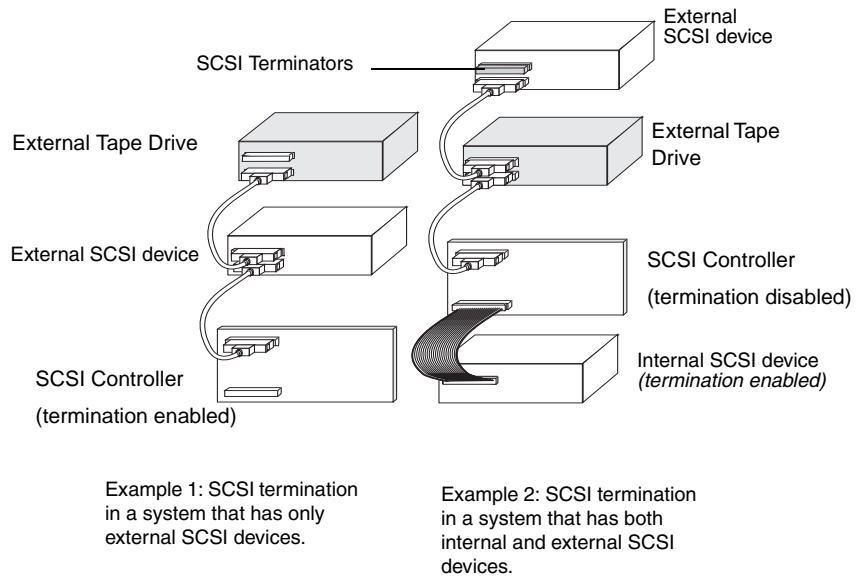 External
SCSI device
SCSI Terminators
External Tape Drive
External Tape
Drive
External SCSI device
SCSI Controller
(termination disabled)
SCSI Controller
(termination enabled)
Internal SCSI device
(termination enabled)
Example 1: SCSI termination
in a system that has only
external SCSI devices.
Example 2: SCSI termination
in a system that has both
internal and external SCSI
devices.